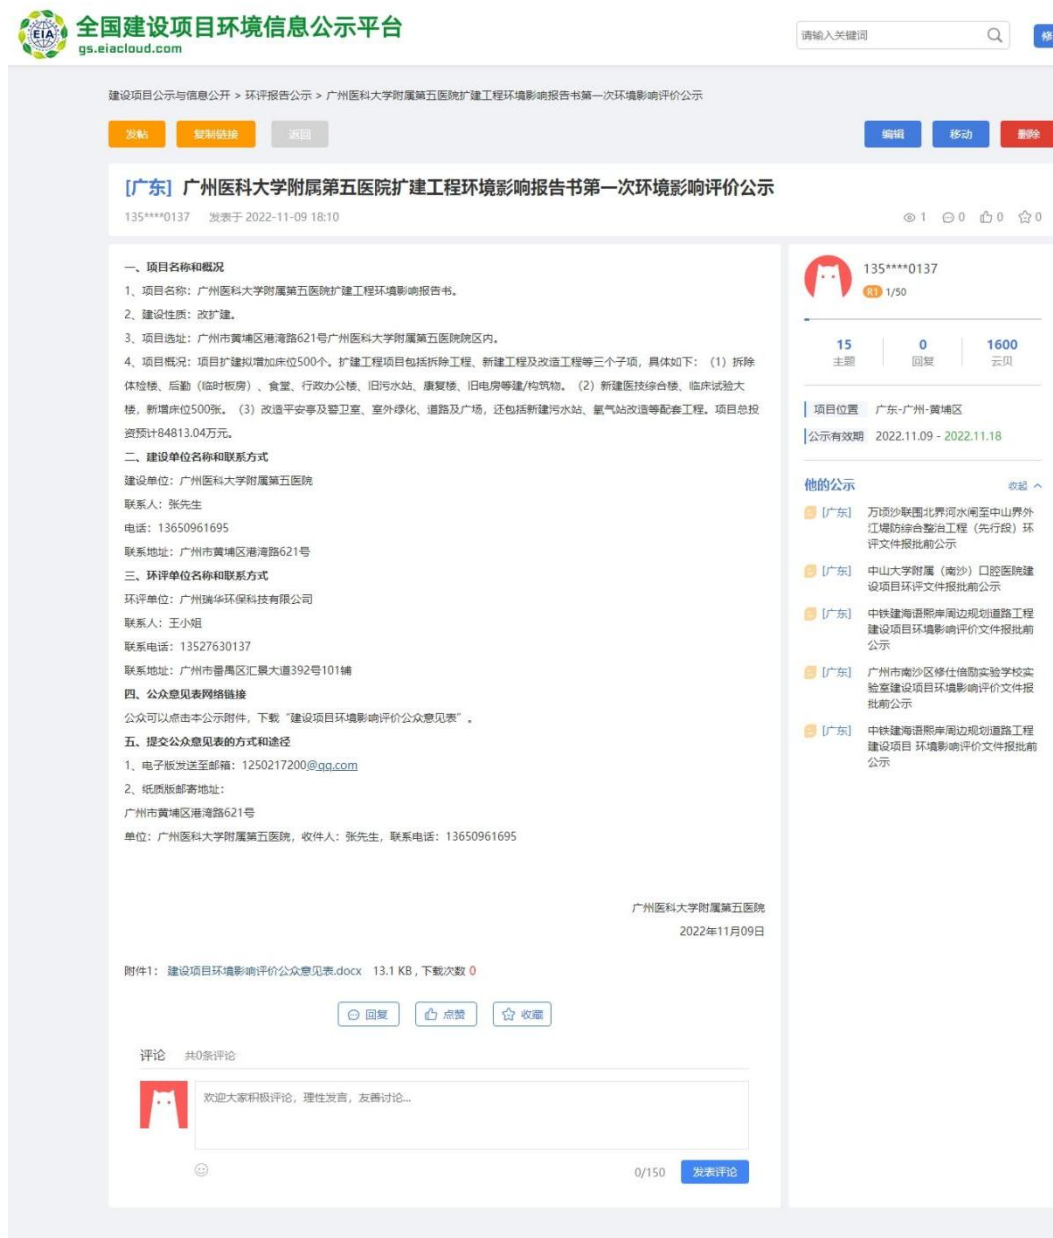 EIA
全国建设项目环境信息公示平台
gs.eiacloud.com
请输入关键词
修
建设项目公示与信息公开 > 环评报告公示 > 广州医科大学附属第五医院扩建工程环境影响报告书第一次环境影响评价公示
发帖 复制链接 返回
编辑 移动 删除
[广东] 广州医科大学附属第五医院扩建工程环境影响报告书第一次环境影响评价公示
135****0137 发表于 2022-11-09 18:10
1 0 0 0
一、项目名称和概况
1、项目名称：广州医科大学附属第五医院扩建工程环境影响报告书。
2、建设性质：改扩建。
3、项目选址：广州市黄埔区港湾路621号广州医科大学附属第五医院院区内。
4、项目概况：项目扩建拟增加床位500个。扩建工程项目包括拆除工程、新建工程及改造工程等三个子项，具体如下：（1）拆除
体检楼、后勤（临时板房）、食堂、行政办公楼、旧污水站、康复楼、旧电房等建/构筑物。（2）新建医技综合楼、临床试验大
楼，新增床位500张。（3）改造平安亭及警卫室、室外绿化、道路及广场，还包括新建污水站、氧气站改造等配套工程。项目总投
资预计84813.04万元。
二、建设单位名称和联系方式
建设单位：广州医科大学附属第五医院
联系人：张先生
电话：13650961695
联系地址：广州市黄埔区港湾路621号
三、环评单位名称和联系方式
环评单位：广州瑞华环保科技有限公司
联系人：王小姐
联系电话：13527630137
联系地址：广州市番禺区汇景大道392号101铺
四、公众意见表网络链接
公众可以点击本公示附件，下载“建设项目环境影响评价公众意见表”。
五、提交公众意见表的方式和途径
1、电子版发送至邮箱：1250217200@qq.com
2、纸质版邮寄地址：
广州市黄埔区港湾路621号
单位：广州医科大学附属第五医院，收件人：张先生，联系电话：13650961695
广州医科大学附属第五医院
2022年11月09日
附件1： 建设项目环境影响评价公众意见表.docx 13.1 KB , 下载次数 0
回复 点赞 收藏
评论 共0条评论
欢迎大家积极评论，理性发言，友善讨论...
0/150 发表评论
135****0137
R1 1/50
15 0 1600
主题 回复 云贝
项目位置 广东-广州-黄埔区
公示有效期 2022.11.09 - 2022.11.18
他的公示 收起
[广东] 万顷沙联围北界河水闸至中山界外
江堤防综合整治工程（先行段）环
评文件报批前公示
[广东] 中山大学附属（南沙）口腔医院建
设项目环评文件报批前公示
[广东] 中铁建海语熙岸周边规划道路工程
建设项目环境影响评价文件报批前
公示
[广东] 广州市南沙区修仕倍励实验学校实
验室建设项目环境影响评价文件报
批前公示
[广东] 中铁建海语熙岸周边规划道路工程
建设项目 环境影响评价文件报批前
公示